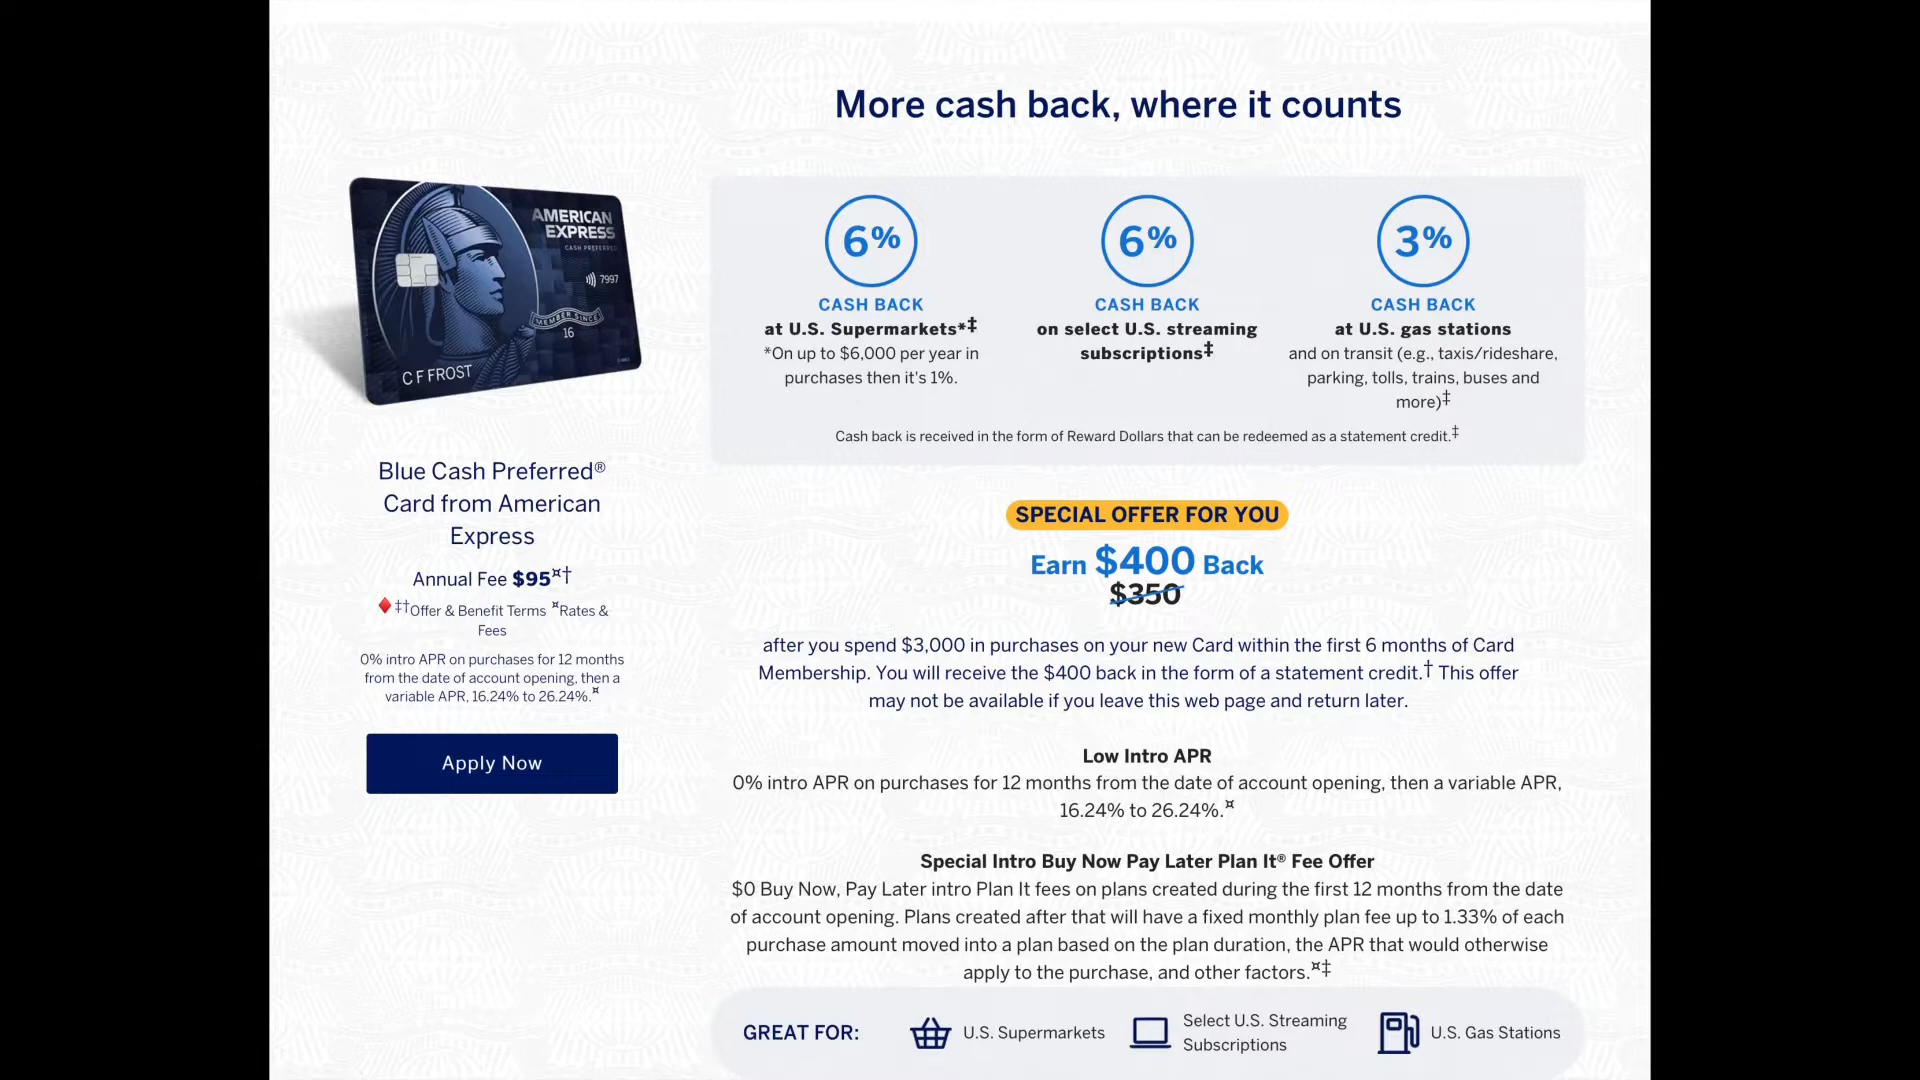 More cash back, where it counts
AMERICAN
EXPRESS
CASH PREFERRED
7997
MEMBER SINCE
16
C F FROST
6%
CASH BACK
at U.S. Supermarkets*‡
*On up to $6,000 per year in
purchases then it's 1%.
6%
CASH BACK
on select U.S. streaming
subscriptions‡
3%
CASH BACK
at U.S. gas stations
and on transit (e.g., taxis/rideshare,
parking, tolls, trains, buses and
more)‡
Cash back is received in the form of Reward Dollars that can be redeemed as a statement credit.‡
Blue Cash Preferred®
Card from American
Express
Annual Fee $95¤†
‡†Offer & Benefit Terms ¤Rates &
Fees
0% intro APR on purchases for 12 months
from the date of account opening, then a
variable APR, 16.24% to 26.24%.¤
Apply Now
SPECIAL OFFER FOR YOU
Earn $400 Back
$350
after you spend $3,000 in purchases on your new Card within the first 6 months of Card
Membership. You will receive the $400 back in the form of a statement credit.† This offer
may not be available if you leave this web page and return later.
Low Intro APR
0% intro APR on purchases for 12 months from the date of account opening, then a variable APR,
16.24% to 26.24%.¤
Special Intro Buy Now Pay Later Plan It® Fee Offer
$0 Buy Now, Pay Later intro Plan It fees on plans created during the first 12 months from the date
of account opening. Plans created after that will have a fixed monthly plan fee up to 1.33% of each
purchase amount moved into a plan based on the plan duration, the APR that would otherwise
apply to the purchase, and other factors.¤‡
GREAT FOR:
U.S. Supermarkets
Select U.S. Streaming
Subscriptions
U.S. Gas Stations